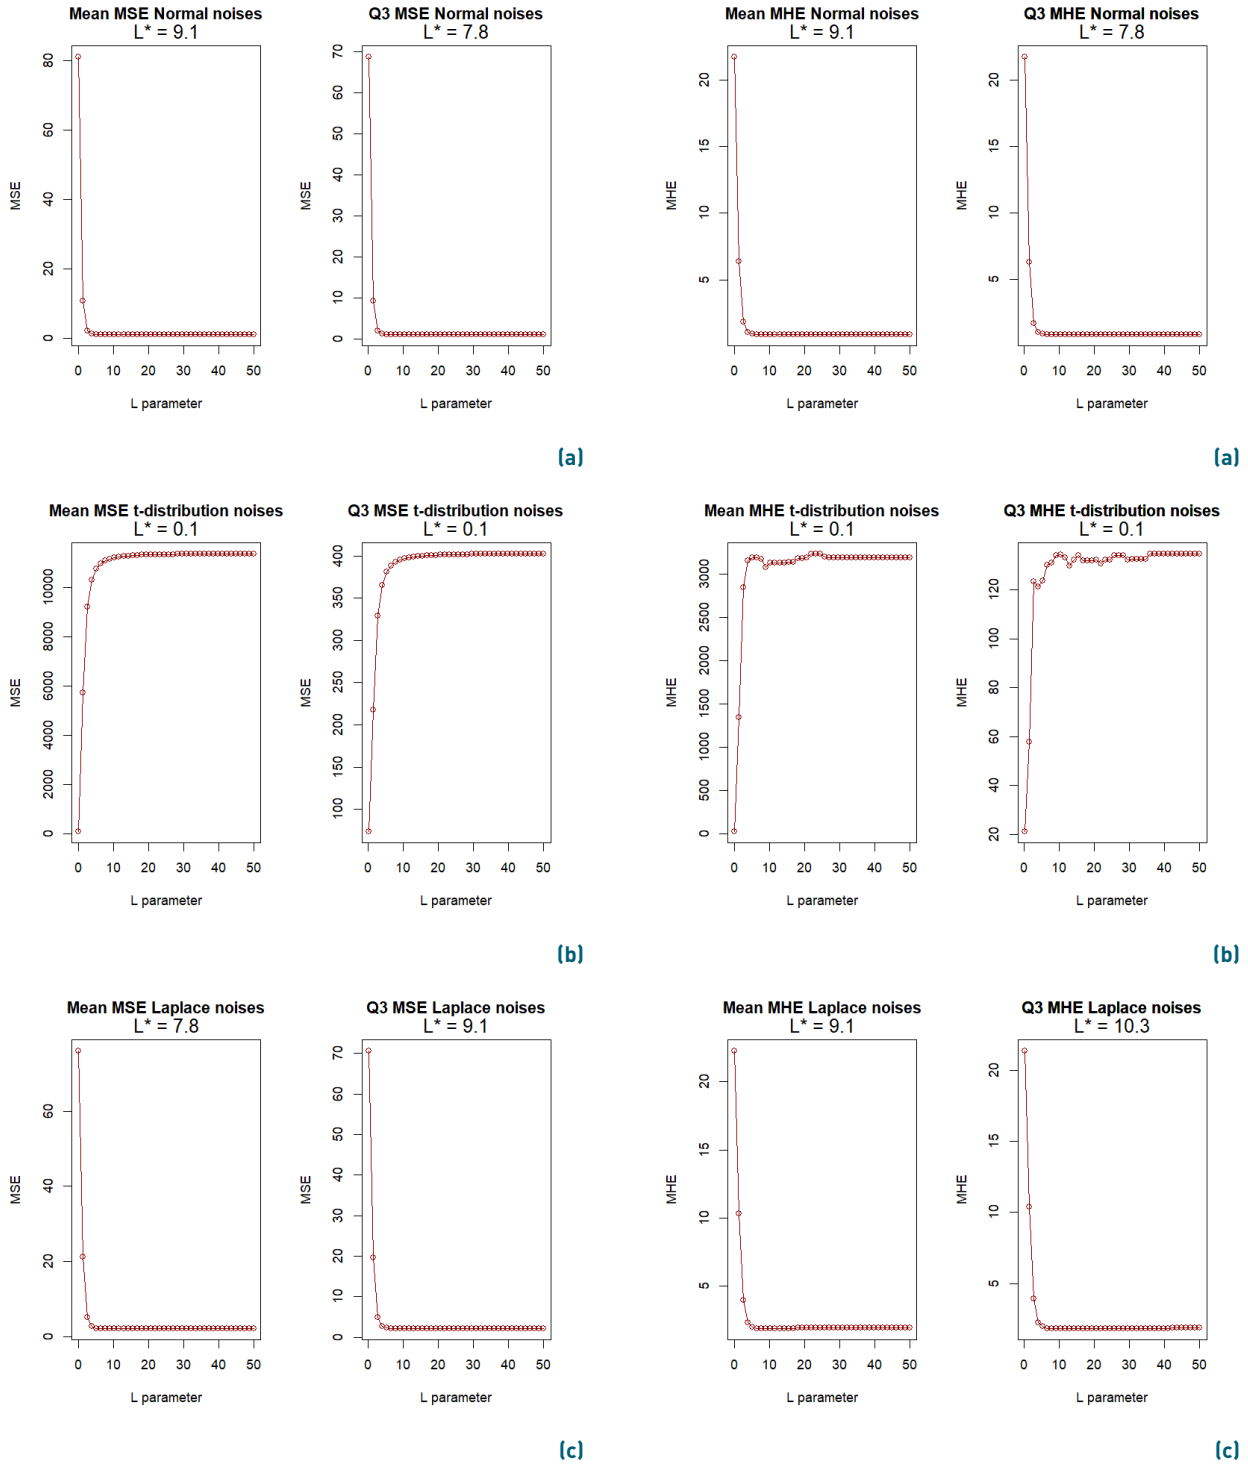 Mean MSE Normal noises
L* = 9.1
MSE
0 20 40 60 80
0 10 20 30 40 50
L parameter
Q3 MSE Normal noises
L* = 7.8
MSE
0 10 20 30 40 50 60 70
0 10 20 30 40 50
L parameter
(a)
Mean MHE Normal noises
L* = 9.1
MHE
5 10 15 20
0 10 20 30 40 50
L parameter
Q3 MHE Normal noises
L* = 7.8
MHE
5 10 15 20
0 10 20 30 40 50
L parameter
(a)
Mean MSE t-distribution noises
L* = 0.1
MSE
0 2000 4000 6000 8000 10000
0 10 20 30 40 50
L parameter
Q3 MSE t-distribution noises
L* = 0.1
MSE
100 150 200 250 300 350 400
0 10 20 30 40 50
L parameter
(b)
Mean MHE t-distribution noises
L* = 0.1
MHE
0 500 1000 1500 2000 2500 3000
0 10 20 30 40 50
L parameter
Q3 MHE t-distribution noises
L* = 0.1
MHE
20 40 60 80 100 120
0 10 20 30 40 50
L parameter
(b)
Mean MSE Laplace noises
L* = 7.8
MSE
0 20 40 60
0 10 20 30 40 50
L parameter
Q3 MSE Laplace noises
L* = 9.1
MSE
0 10 20 30 40 50 60 70
0 10 20 30 40 50
L parameter
(c)
Mean MHE Laplace noises
L* = 9.1
MHE
5 10 15 20
0 10 20 30 40 50
L parameter
Q3 MHE Laplace noises
L* = 10.3
MHE
5 10 15 20
0 10 20 30 40 50
L parameter
(c)